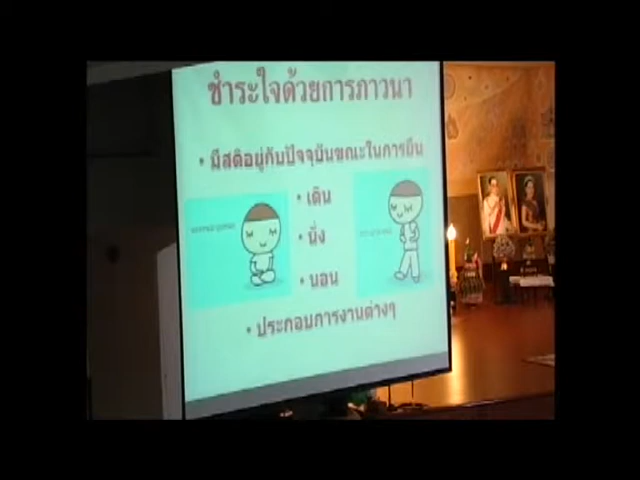 ชำระใจด้วยการภาวนา
• มีสติอยู่กับปัจจุบันขณะในการยืน
• เดิน
• นั่ง
• นอน
• ประกอบการงานต่างๆ